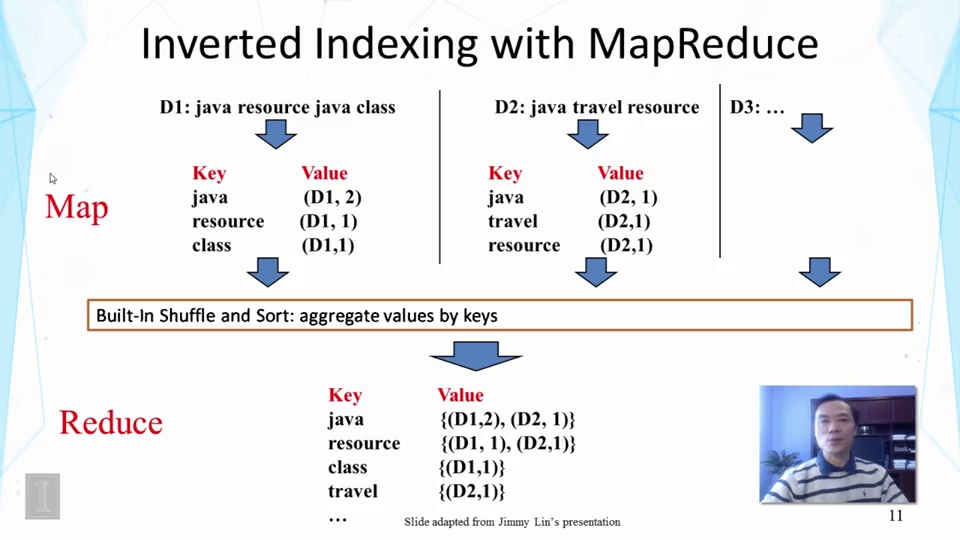 Inverted Indexing with MapReduce
D1: java resource java class
D2: java travel resource
D3: …
Map
Key Value
java (D1, 2)
resource (D1, 1)
class (D1,1)
Key Value
java (D2, 1)
travel (D2,1)
resource (D2,1)
Built-In Shuffle and Sort: aggregate values by keys
Reduce
Key Value
java {(D1,2), (D2, 1)}
resource {(D1, 1), (D2,1)}
class {(D1,1)}
travel {(D2,1)}
…
Slide adapted from Jimmy Lin's presentation
11
I